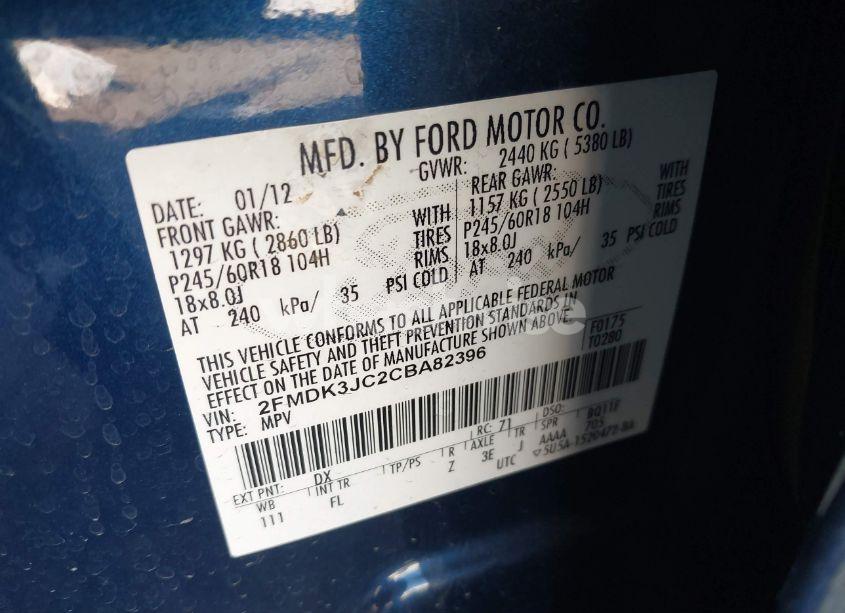 MFD. BY FORD MOTOR CO.
DATE: 01/12 GVWR: 2440 KG ( 5380 LB)
FRONT GAWR: REAR GAWR:
1297 KG ( 2860 LB) WITH 1157 KG ( 2550 LB) WITH
P245/60R18 104H TIRES P245/60R18 104H TIRES
18x8.0J RIMS 18x8.0J RIMS
AT 240 kPa/ 35 PSI COLD AT 240 kPa/ 35 PSI COLD
THIS VEHICLE CONFORMS TO ALL APPLICABLE FEDERAL MOTOR
VEHICLE SAFETY AND THEFT PREVENTION STANDARDS IN
EFFECT ON THE DATE OF MANUFACTURE SHOWN ABOVE.
F0175
T0280
VIN: 2FMDK3JC2CBA82396
TYPE: MPV
EXT PNT: DX RC: 71 DSO: BQ11F
WB INT TR TP/PS R AXLE TR SPR
111 FL Z 3E J AAAA 705
UTC